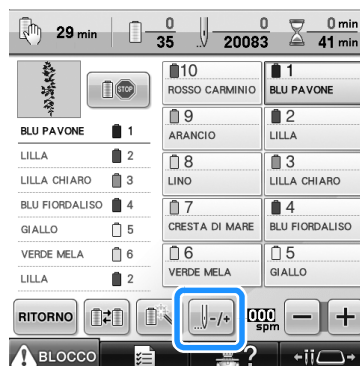 29 min
0
35
0
20083
0 min
41 min
STOP
BLU PAVONE 1
LILLA 2
LILLA CHIARO 3
BLU FIORDALISO 4
GIALLO 5
VERDE MELA 6
LILLA 2
10
ROSSO CARMINIO
1
BLU PAVONE
9
ARANCIO
2
LILLA
8
LINO
3
LILLA CHIARO
7
CRESTA DI MARE
4
BLU FIORDALISO
6
VERDE MELA
5
GIALLO
RITORNO
-/+
spm
- +
BLOCCO
?